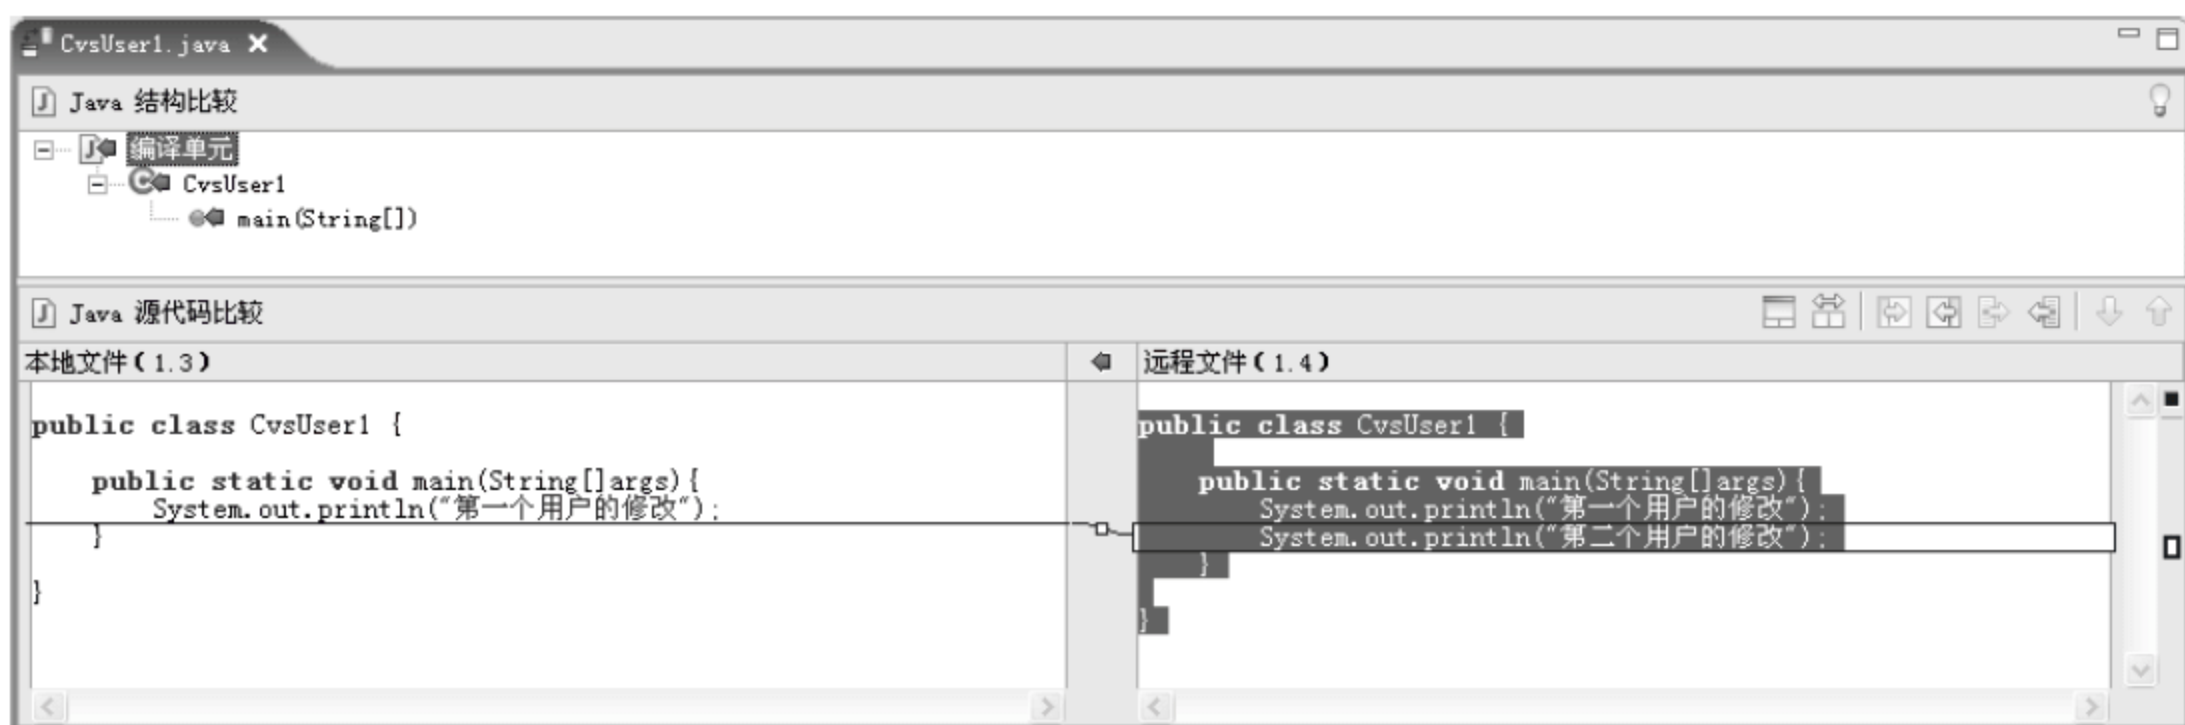 CvsUser1.java
Java 结构比较
编译单元
CvsUser1
main(String[])
Java 源代码比较
本地文件(1.3)
远程文件(1.4)
public class CvsUser1 {
public static void main(String[]args){
System.out.println("第一个用户的修改");
}
}
public class CvsUser1 {
public static void main(String[]args){
System.out.println("第一个用户的修改");
System.out.println("第二个用户的修改");
}
}